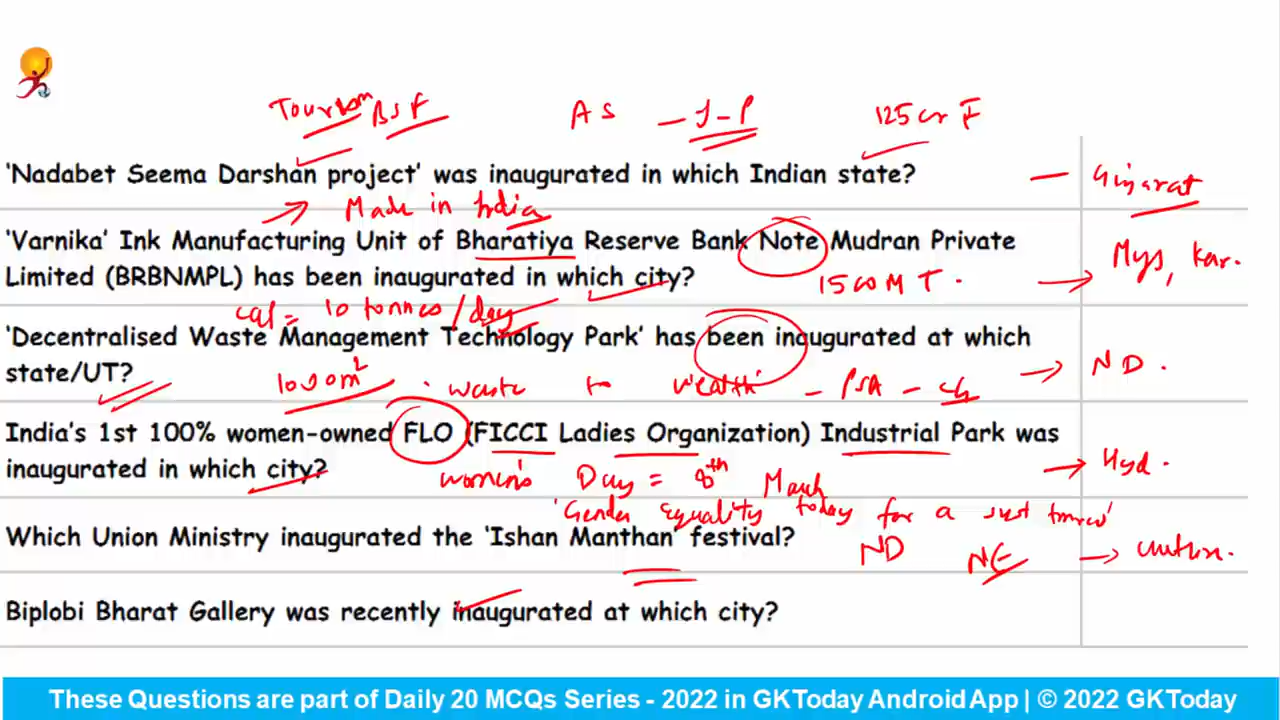 Tourism BSF AS - I-P 125 cr F
'Nadabet Seema Darshan project' was inaugurated in which Indian state? - Gujarat
Made in India
'Varnika' Ink Manufacturing Unit of Bharatiya Reserve Bank Note Mudran Private
Limited (BRBNMPL) has been inaugurated in which city? Mys, Kar.
1500 MT.
cap = 10 tonnes/day
'Decentralised Waste Management Technology Park' has been inaugurated at which
state/UT? ND.
1000m² waste to wealth - PSA -
India's 1st 100% women-owned FLO (FICCI Ladies Organization) Industrial Park was
inaugurated in which city? Hyd.
women's Day = 8th March
'Gender equality today for a
Which Union Ministry inaugurated the 'Ishan Manthan' festival? ND NE
Biplobi Bharat Gallery was recently inaugurated at which city?
These Questions are part of Daily 20 MCQs Series - 2022 in GKToday Android App | © 2022 GKToday